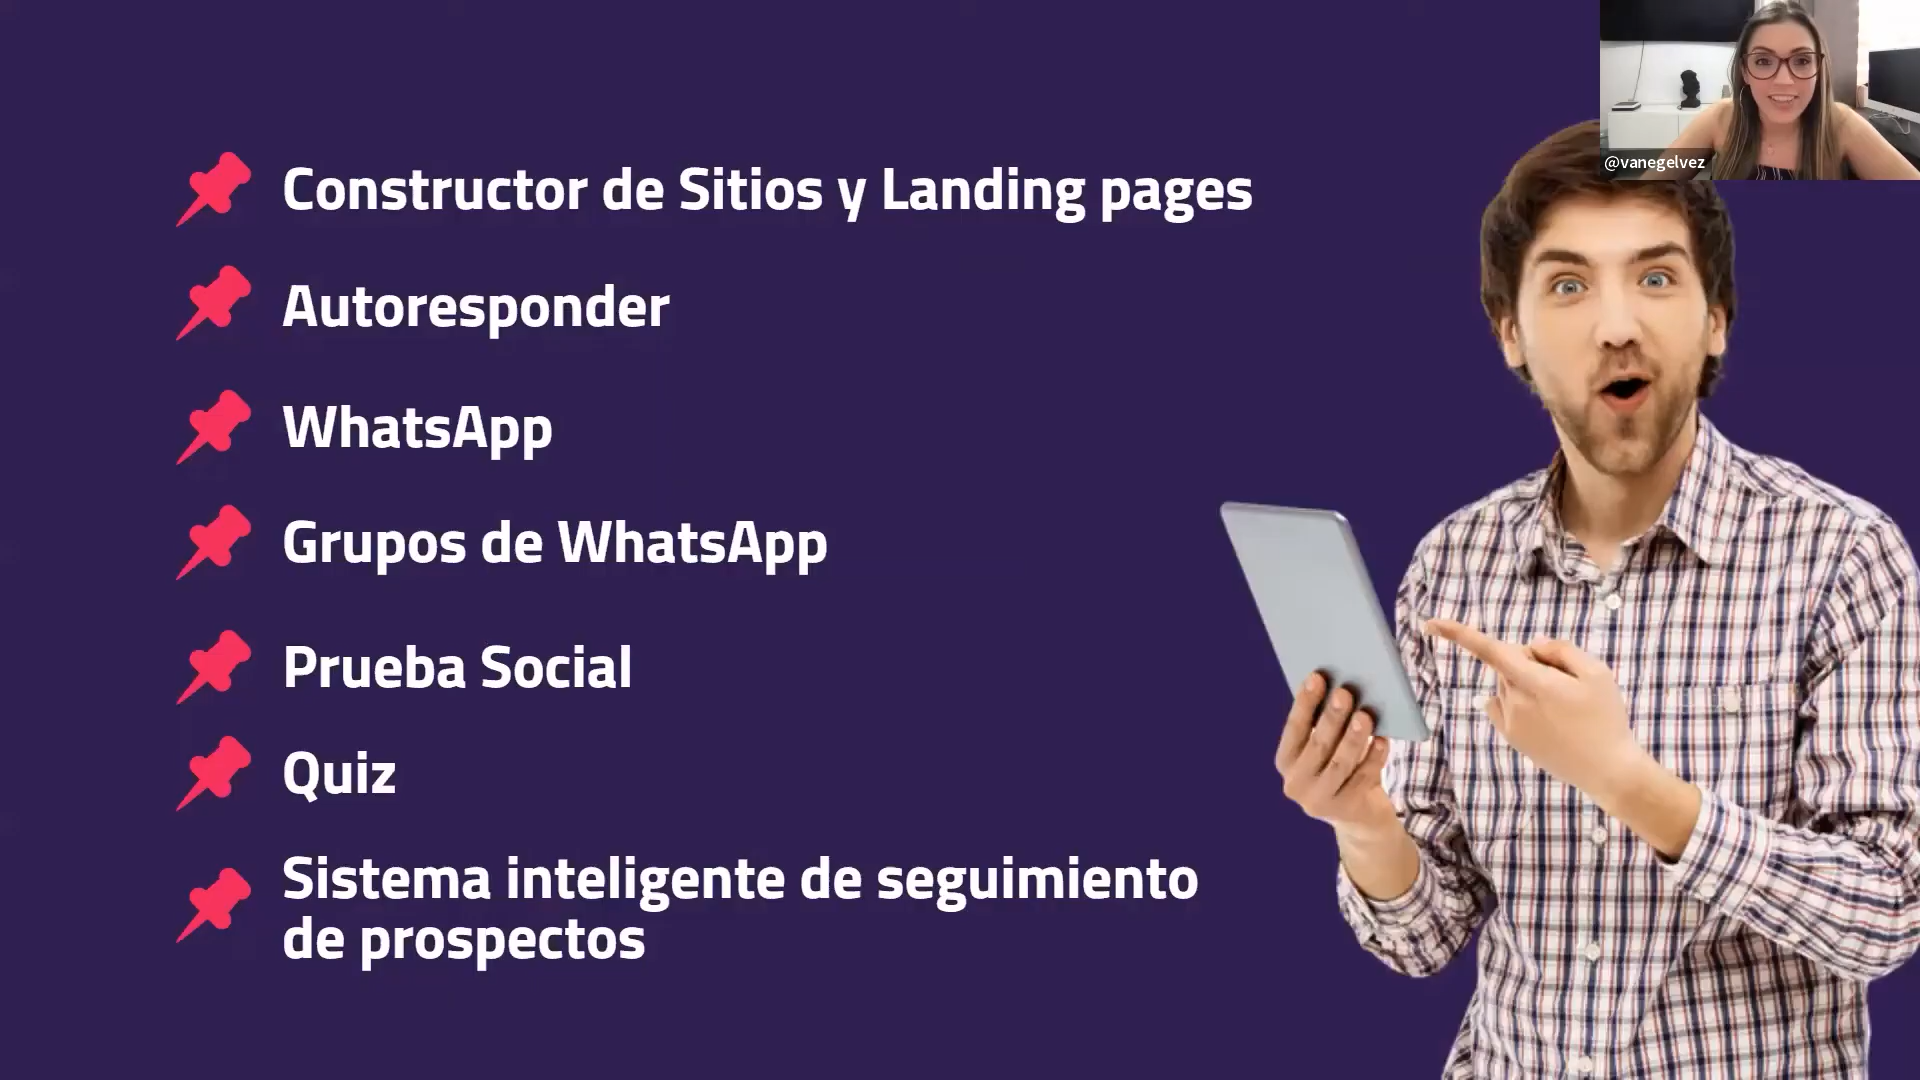 @vanegelvez
Constructor de Sitios y Landing pages
Autoresponder
WhatsApp
Grupos de WhatsApp
Prueba Social
Quiz
Sistema inteligente de seguimiento
de prospectos